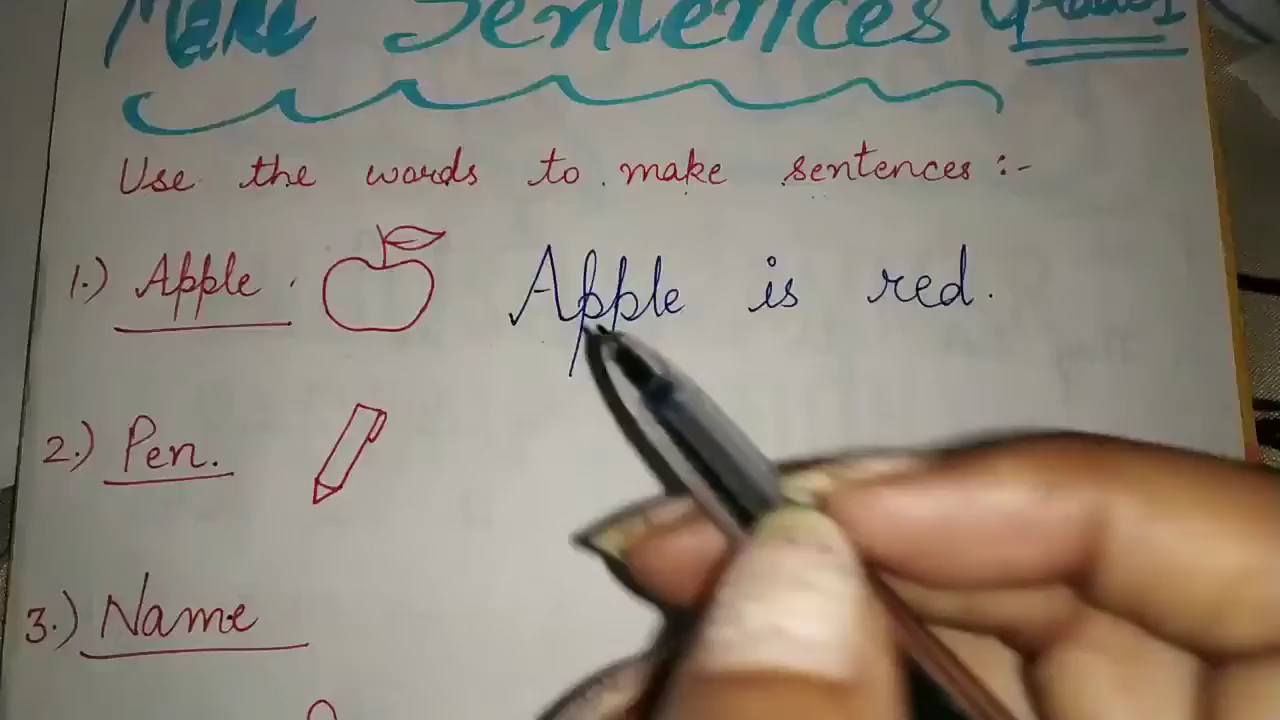 Make Sentences
Use the words to make sentences :-
1.) Apple. Apple is red.
2.) Pen.
3.) Name